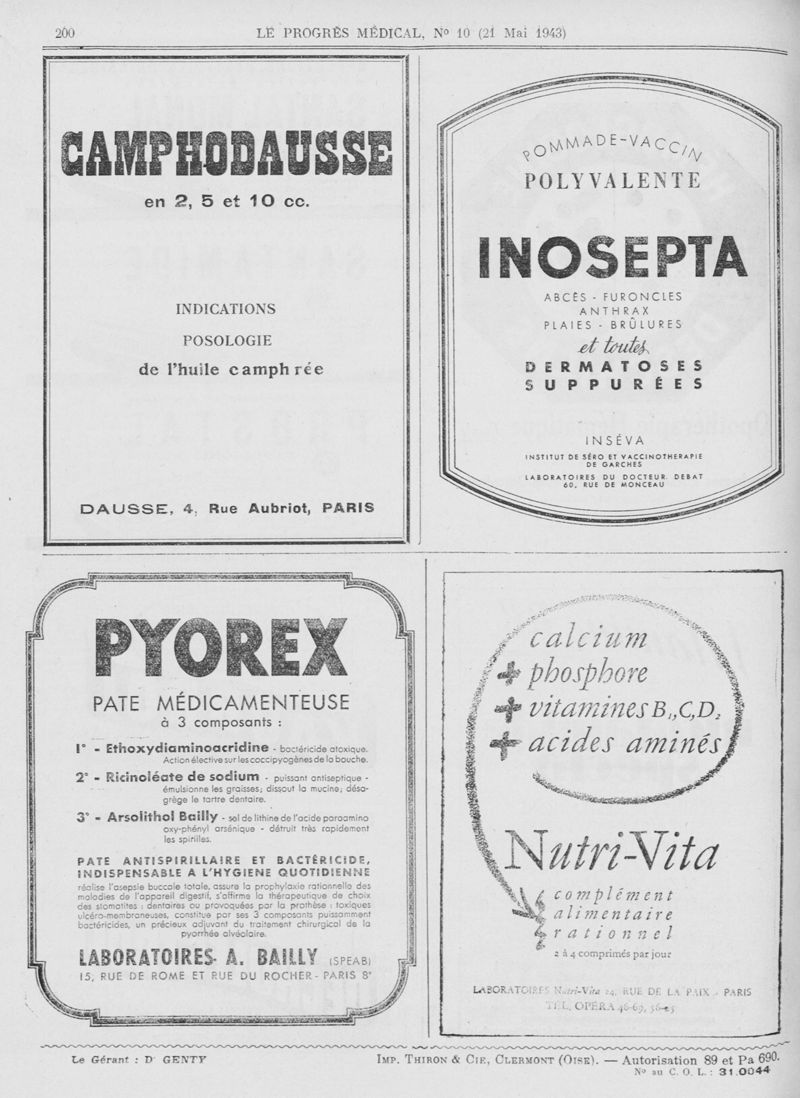 200
LE PROGRÈS MÉDICAL, Nº 10 (21 Mai 1943)
CAMPHODAUSSE
en 2, 5 et 10 cc.
INDICATIONS
POSOLOGIE
de l'huile camph rée
DAUSSE, 4, Rue Aubriot, PARIS
POMMADE-VACCIN
POLYVALENTE
INOSEPTA
ABCÈS - FURONCLES
ANTHRAX
PLAIES - BRÛLURES
et toutes
DERMATOSES
SUPPURÉES
INSÉVA
INSTITUT DE SÉRO ET VACCINOTHERAPIE
DE GARCHES
LABORATOIRES DU DOCTEUR DEBAT
60, RUE DE MONCEAU
PYOREX
PATE MÉDICAMENTEUSE
à 3 composants :
1° - Ethoxydiaminoacridine - bactéricide atoxique.
Action élective sur les coccipyogènes de la bouche.
2° - Ricinoléate de sodium - puissant antiseptique -
émulsionne les graisses; dissout la mucine; désa-
grège le tartre dentaire.
3° - Arsolithol Bailly - sel de lithine de l'acide paraamino
oxy-phényl arsénique - détruit très rapidement
les spirilles.
PATE ANTISPIRILLAIRE ET BACTÉRICIDE,
INDISPENSABLE A L'HYGIENE QUOTIDIENNE
réalise l'asepsie buccale totale, assure la prophylaxie rationnelle des
maladies de l'appareil digestif, s'affirme la thérapeutique de choix
des stomatites : dentaires ou provoquées par la prothèse : toxiques
ulcéro-membraneuses, constitue par ses 3 composants puissamment
bactéricides, un précieux adjuvant du traitement chirurgical de la
pyorrhée alvéolaire.
LABORATOIRES A. BAILLY (SPEAB)
15, RUE DE ROME ET RUE DU ROCHER - PARIS 8e
calcium
+ phosphore
+ vitamines B1, C, D2
+ acides aminés
Nutri-Vita
complément
alimentaire
rationnel
2 à 4 comprimés par jour
LABORATOIRES Nutri-Vita 24, RUE DE LA PAIX - PARIS
TÉL. OPÉRA
Le Gérant : Dr GENTY
IMP. THIRON & CIE, CLERMONT (OISE). — Autorisation 89 et Pa 690.
Nº au C. O. L. : 31.0044